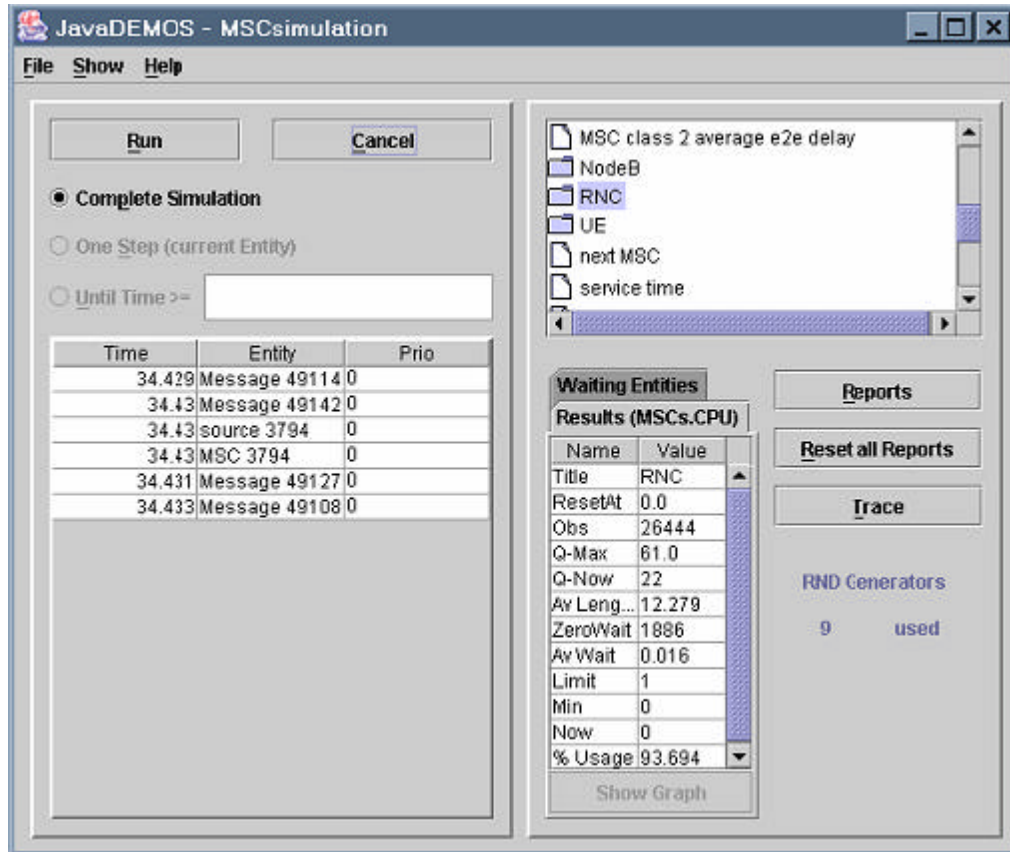 JavaDEMOS - MSCsimulation
File Show Help
Run Cancel
Complete Simulation
One Step (current Entity)
Until Time >=
Time Entity Prio
34.429 Message 49114 0
34.43 Message 49142 0
34.43 source 3794 0
34.43 MSC 3794 0
34.431 Message 49127 0
34.433 Message 49108 0
MSC class 2 average e2e delay
NodeB
RNC
UE
next MSC
service time
Waiting Entities
Results (MSCs.CPU)
Name Value
Title RNC
ResetAt 0.0
Obs 26444
Q-Max 61.0
Q-Now 22
Av Leng... 12.279
ZeroWait 1886
Av Wait 0.016
Limit 1
Min 0
Now 0
% Usage 93.694
Show Graph
Reports
Reset all Reports
Trace
RND Generators
9 used